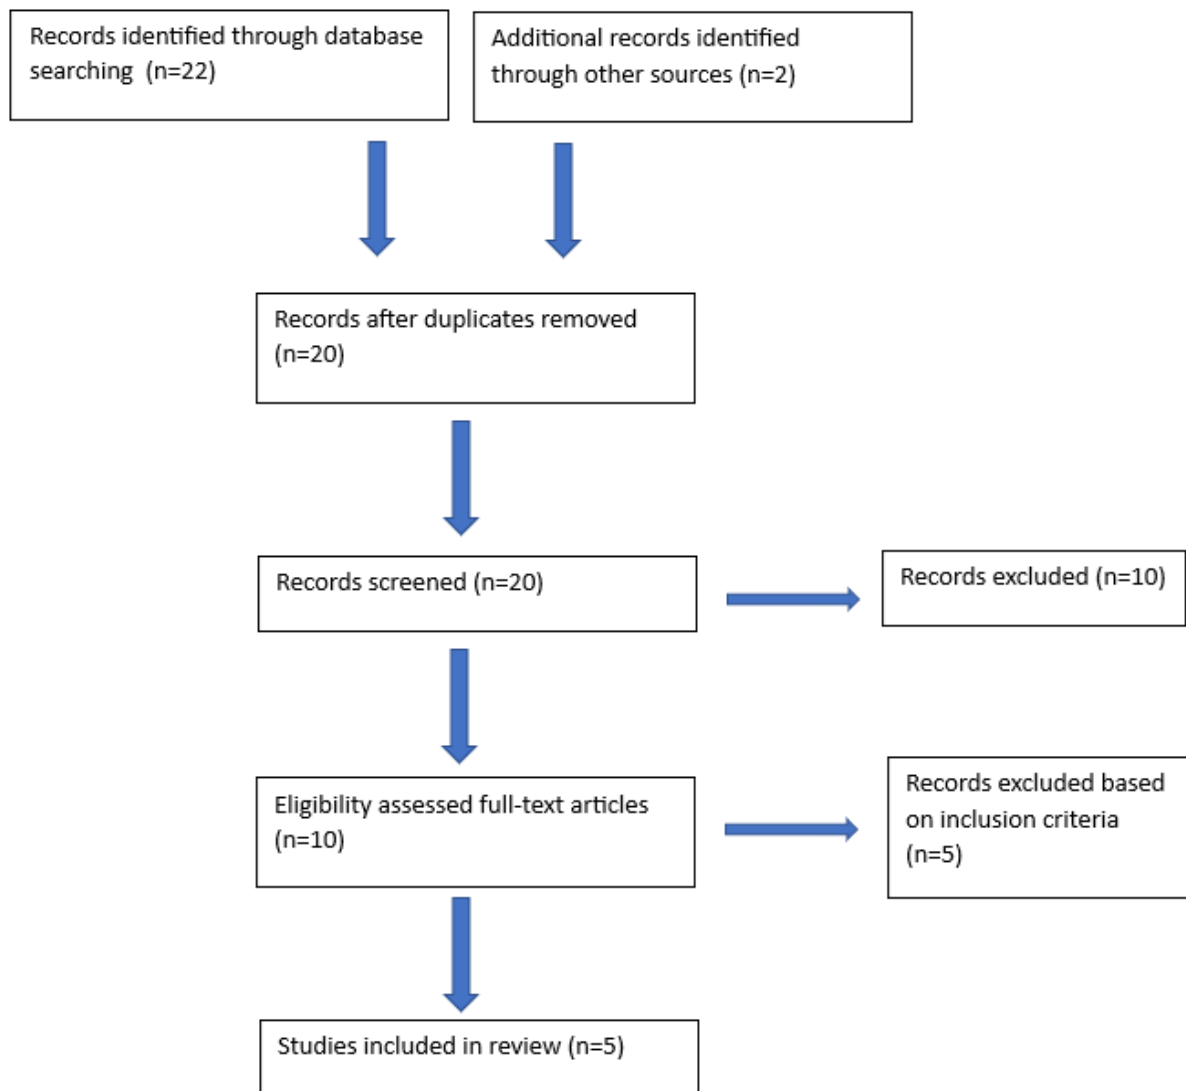 Records identified through database
searching  (n=22)
Additional records identified
through other sources (n=2)
Records after duplicates removed
(n=20)
Records screened (n=20)
Records excluded (n=10)
Eligibility assessed full-text articles
(n=10)
Records excluded based
on inclusion criteria
(n=5)
Studies included in review (n=5)